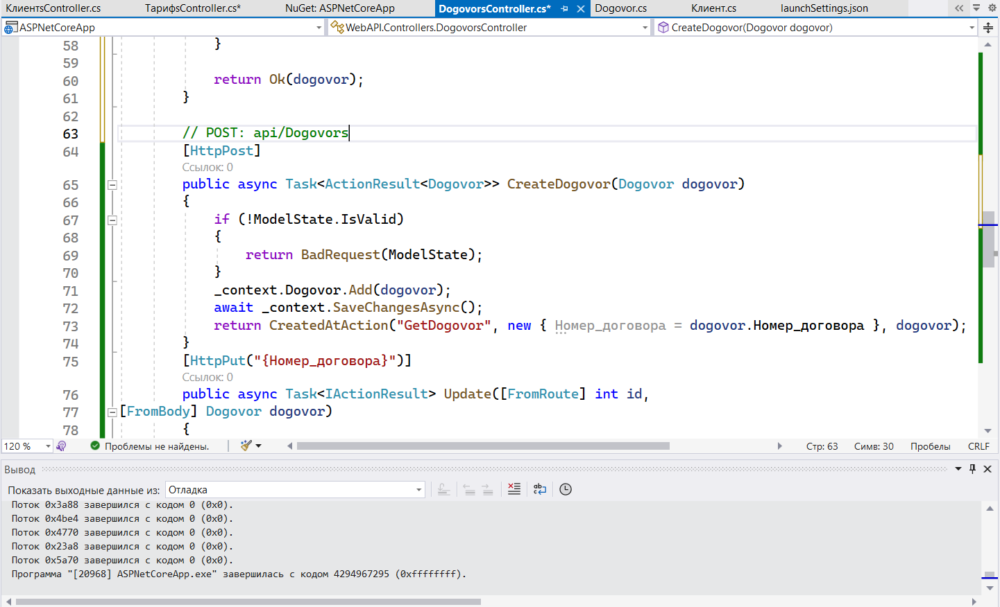 КлиентsController.cs ТарифsController.cs* NuGet: ASPNetCoreApp DogovorsController.cs* Dogovor.cs Клиент.cs launchSettings.json
ASPNetCoreApp WebAPI.Controllers.DogovorsController CreateDogovor(Dogovor dogovor)
58 }
59
60 return Ok(dogovor);
61 }
62
63 // POST: api/Dogovors
64 [HttpPost]
Ссылок: 0
65 public async Task<ActionResult<Dogovor>> CreateDogovor(Dogovor dogovor)
66 {
67 if (!ModelState.IsValid)
68 {
69 return BadRequest(ModelState);
70 }
71 _context.Dogovor.Add(dogovor);
72 await _context.SaveChangesAsync();
73 return CreatedAtAction("GetDogovor", new { Номер_договора = dogovor.Номер_договора }, dogovor);
74 }
75 [HttpPut("{Номер_договора}")]
Ссылок: 0
76 public async Task<IActionResult> Update([FromRoute] int id,
77 [FromBody] Dogovor dogovor)
78 {
120 % Проблемы не найдены. Стр: 63 Симв: 30 Пробелы CRLF
Вывод
Показать выходные данные из: Отладка
Поток 0x3a88 завершился с кодом 0 (0x0).
Поток 0x4be4 завершился с кодом 0 (0x0).
Поток 0x4770 завершился с кодом 0 (0x0).
Поток 0x23a8 завершился с кодом 0 (0x0).
Поток 0x5a70 завершился с кодом 0 (0x0).
Программа "[20968] ASPNetCoreApp.exe" завершилась с кодом 4294967295 (0xffffffff).